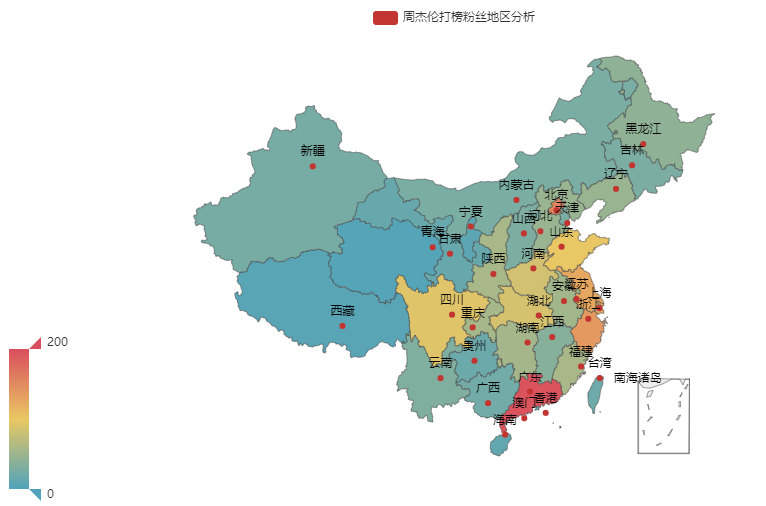 周杰伦打榜粉丝地区分析
黑龙江
新疆
吉林
辽宁
内蒙古
北京
宁夏
天津
山西
河北
青海
甘肃
山东
陕西
河南
安徽
江苏
上海
四川
湖北
浙江
西藏
重庆
江西
湖南
200
贵州
福建
云南
台湾
广东
南海诸岛
广西
香港
澳门
海南
0